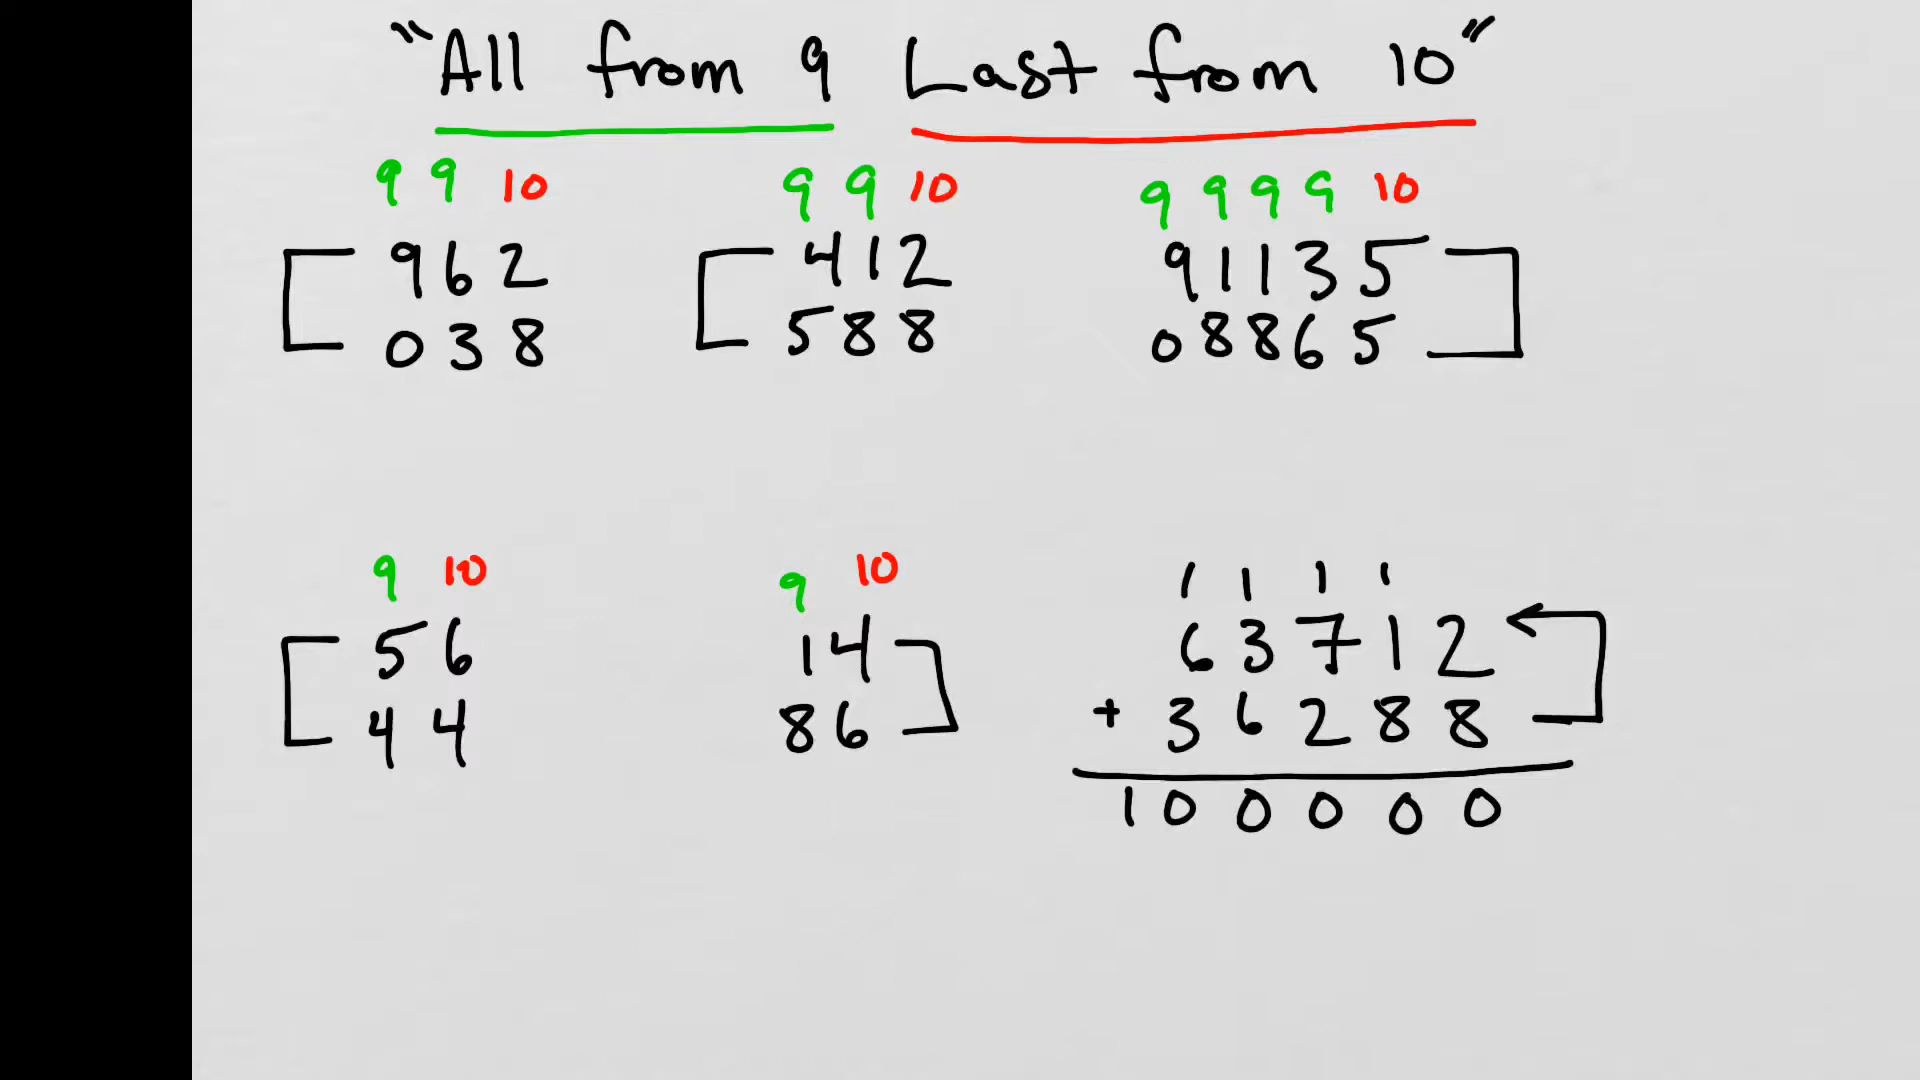 "All from 9 Last from 10"
9 9 10 9 9 10 9 9 9 9 10
962 412 91135
038 588 08865
9 10 9 10 1 1 1 1
56 14 63712
44 86 + 36288
100000